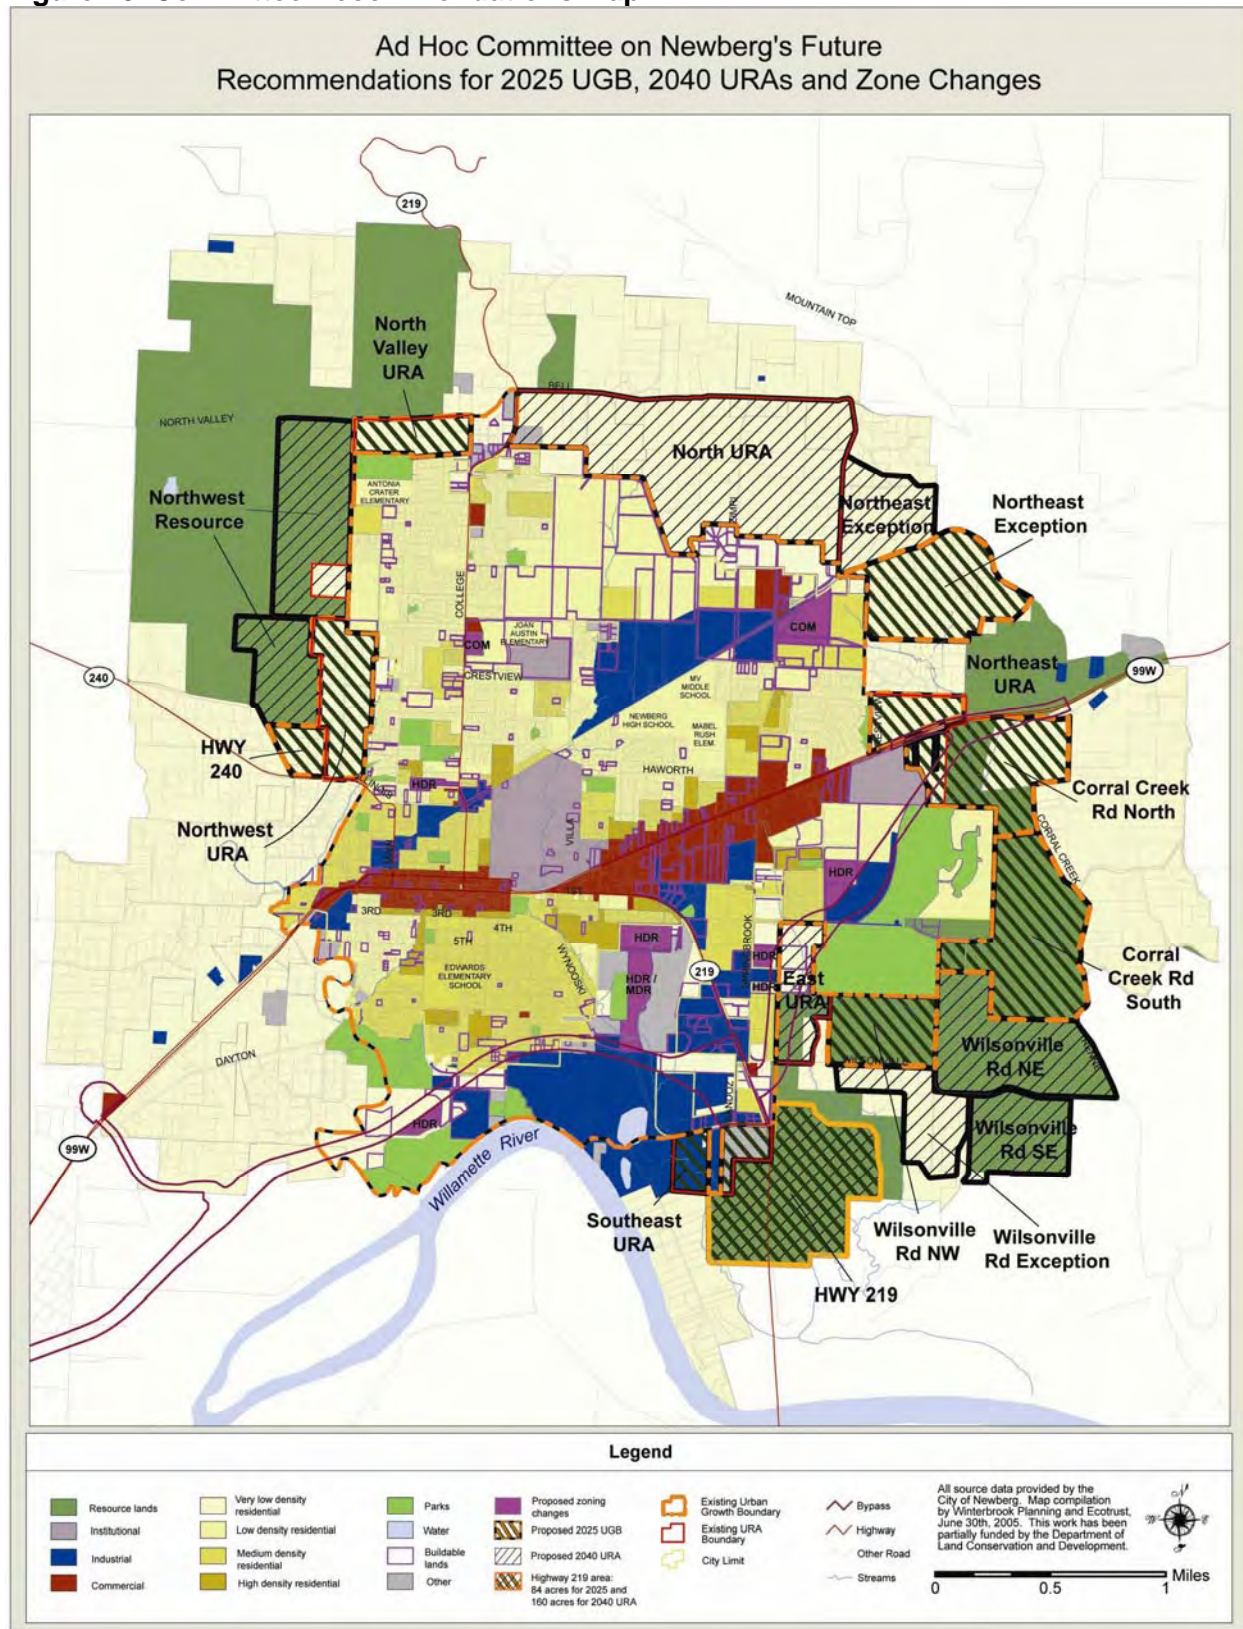 Ad Hoc Committee on Newberg's Future
Recommendations for 2025 UGB, 2040 URAs and Zone Changes
219
MOUNTAIN TOP
North
Valley
URA
BELL
NORTH VALLEY
North URA
ANTONIA
CRATER
ELEMENTARY
Northwest
Resource
Northeast
Exception
Northeast
Exception
ZIMRI
COLLEGE
COM
JOAN
AUSTIN
ELEMENTARY
COM
CRESTVIEW
Northeast
URA
99W
240
MV
MIDDLE
SCHOOL
NEWBERG
HIGH SCHOOL
MABEL
RUSH
ELEM.
HWY
240
HAWORTH
HDR
Corral Creek
Rd North
Northwest
URA
VILLA
CORRAL CREEK
MAIN
1ST
HDR
3RD
3RD
4TH
5TH
WYNOOSKI
HDR
SPRINGBROOK
HDR
219
EDWARDS
ELEMENTARY
SCHOOL
HDR /
MDR
HDR
East
URA
Corral
Creek Rd
South
DAYTON
WILSONVILLE
Wilsonville
Rd NE
HDR
Wilsonville
Rd SE
99W
Willamette River
Southeast
URA
Wilsonville
Rd NW
Wilsonville
Rd Exception
HWY 219
Legend
Resource lands
Institutional
Industrial
Commercial
Very low density
residential
Low density residential
Medium density
residential
High density residential
Parks
Water
Buildable
lands
Other
Proposed zoning
changes
Proposed 2025 UGB
Proposed 2040 URA
Highway 219 area:
84 acres for 2025 and
160 acres for 2040 URA
Existing Urban
Growth Boundary
Existing URA
Boundary
City Limit
Bypass
Highway
Other Road
Streams
All source data provided by the
City of Newberg. Map compilation
by Winterbrook Planning and Ecotrust,
June 30th, 2005. This work has been
partially funded by the Department of
Land Conservation and Development.
N
W
E
S
0 0.5 1 Miles